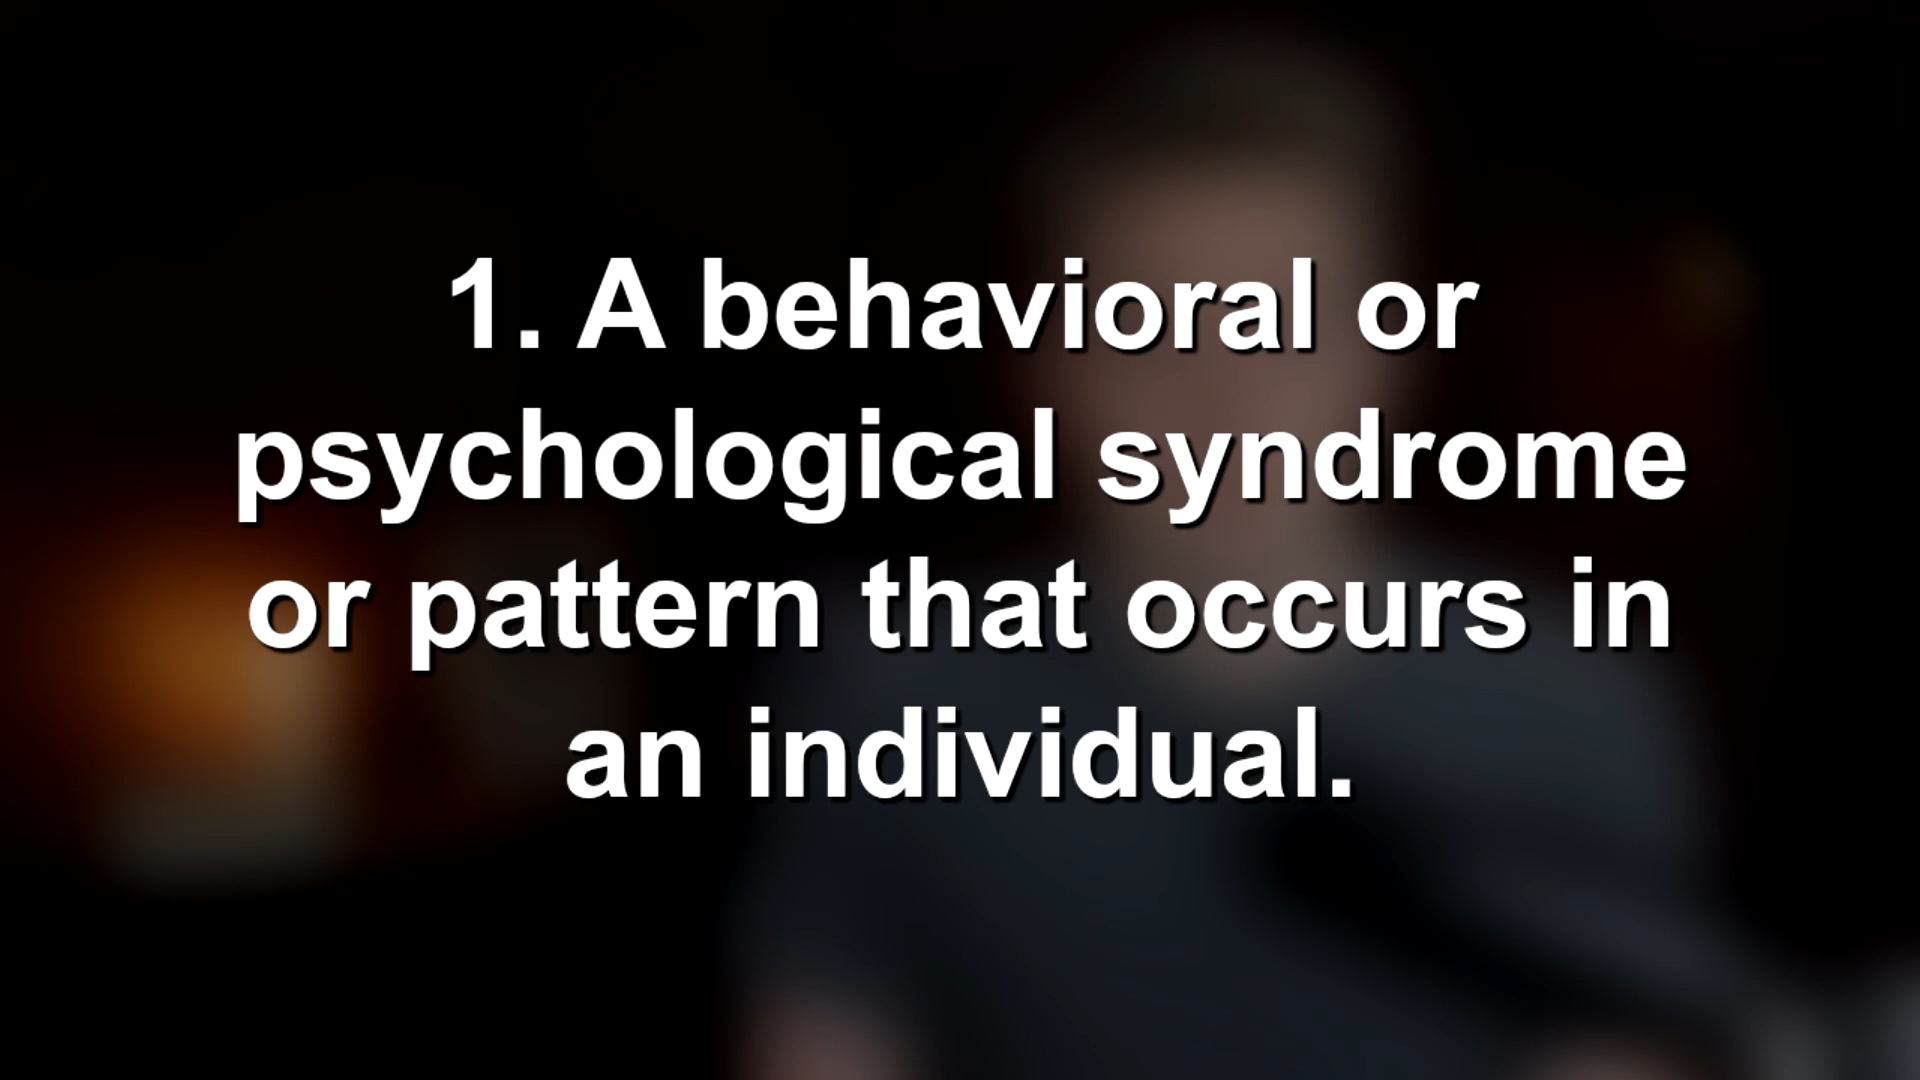 1. A behavioral or
psychological syndrome
or pattern that occurs in
an individual.